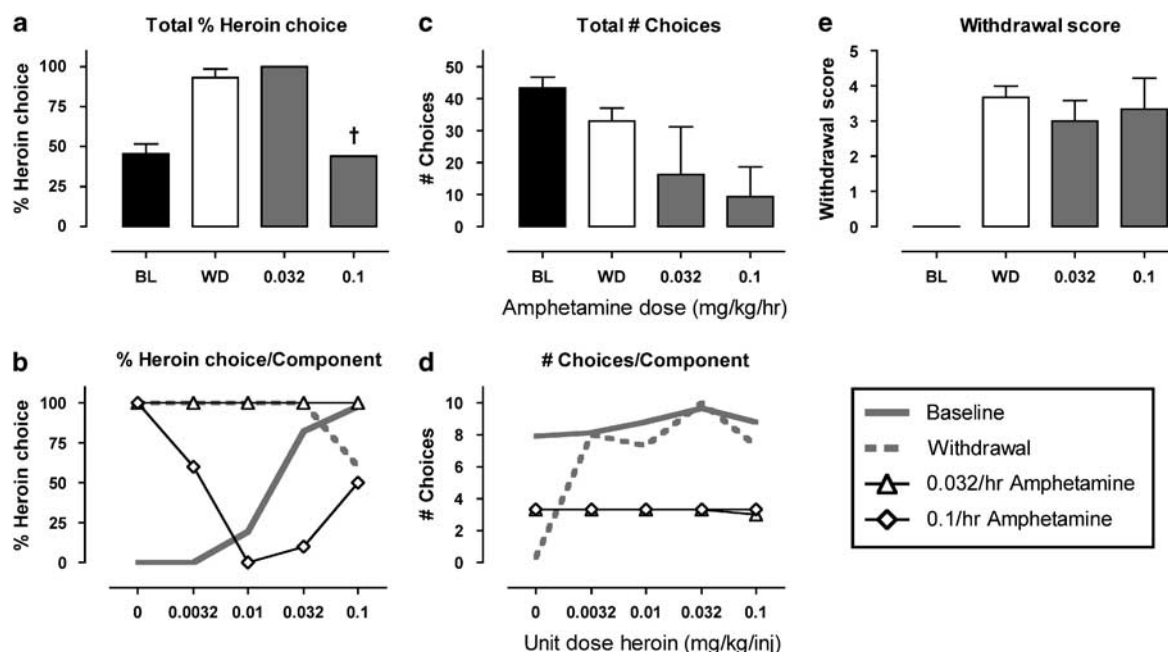 a
Total % Heroin choice
% Heroin choice
100
75
50
25
0
†
BL WD 0.032 0.1
c
Total # Choices
# Choices
50
40
30
20
10
0
BL WD 0.032 0.1
Amphetamine dose (mg/kg/hr)
e
Withdrawal score
Withdrawal score
5
4
3
2
1
0
BL WD 0.032 0.1
b
% Heroin choice/Component
% Heroin choice
100
75
50
25
0
0 0.0032 0.01 0.032 0.1
d
# Choices/Component
# Choices
10
8
6
4
2
0
0 0.0032 0.01 0.032 0.1
Unit dose heroin (mg/kg/inj)
Baseline
Withdrawal
0.032/hr Amphetamine
0.1/hr Amphetamine